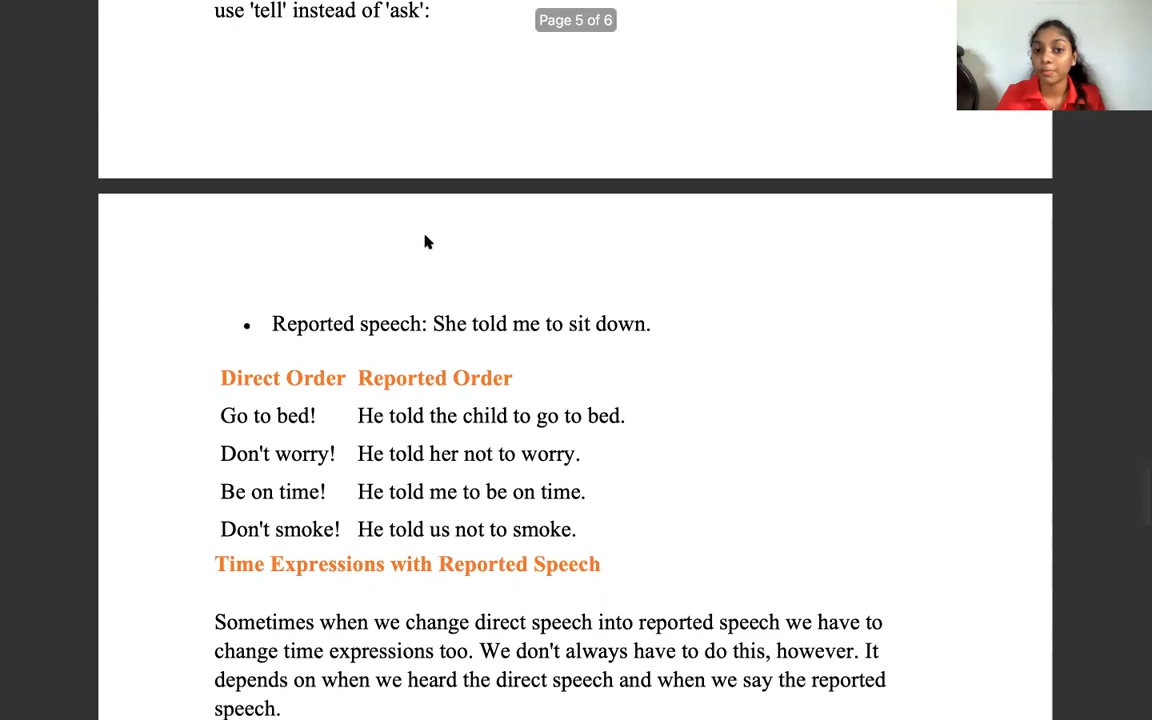 use 'tell' instead of 'ask':
Page 5 of 6
• Reported speech: She told me to sit down.
Direct Order Reported Order
Go to bed! He told the child to go to bed.
Don't worry! He told her not to worry.
Be on time! He told me to be on time.
Don't smoke! He told us not to smoke.
Time Expressions with Reported Speech
Sometimes when we change direct speech into reported speech we have to
change time expressions too. We don't always have to do this, however. It
depends on when we heard the direct speech and when we say the reported
speech.